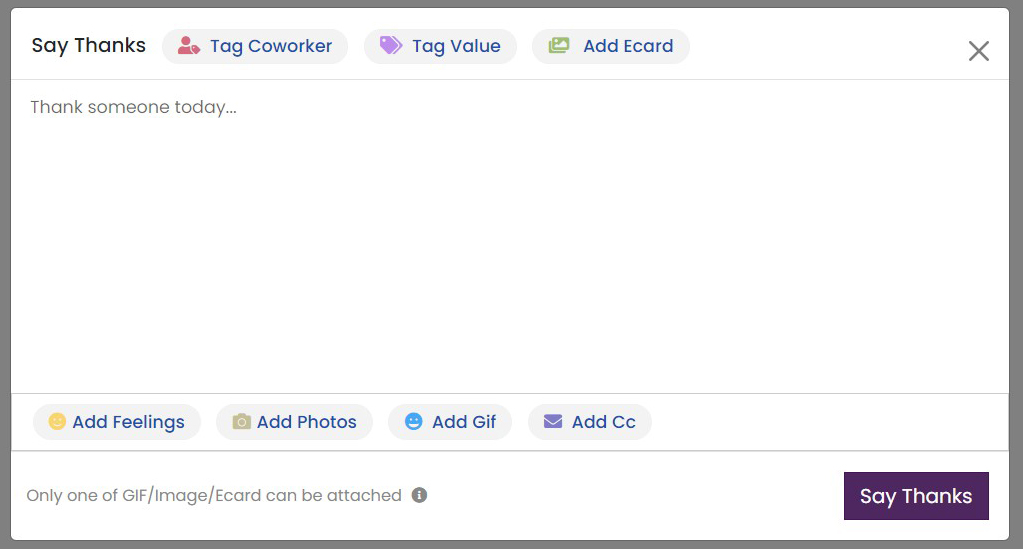 Say Thanks Tag Coworker Tag Value Add Ecard
Thank someone today...
Add Feelings Add Photos Add Gif Add Cc
Only one of GIF/Image/Ecard can be attached Say Thanks